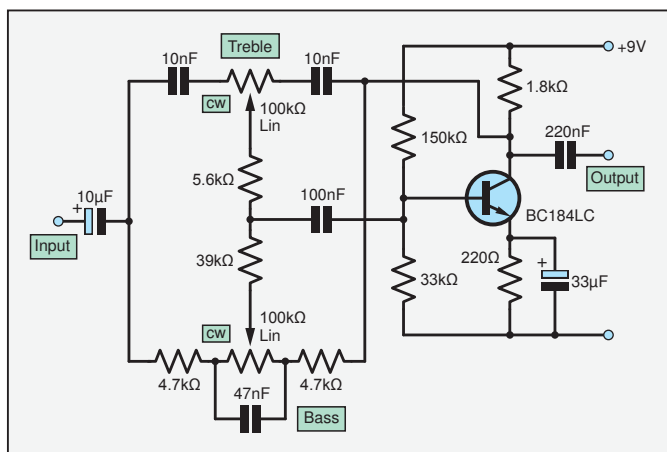 Treble
10nF
10nF
+9V
cw
100kΩ
Lin
1.8kΩ
150kΩ
220nF
5.6kΩ
100nF
Output
10µF
+
BC184LC
Input
39kΩ
33kΩ
220Ω
+
33µF
cw
100kΩ
Lin
4.7kΩ
4.7kΩ
47nF
Bass